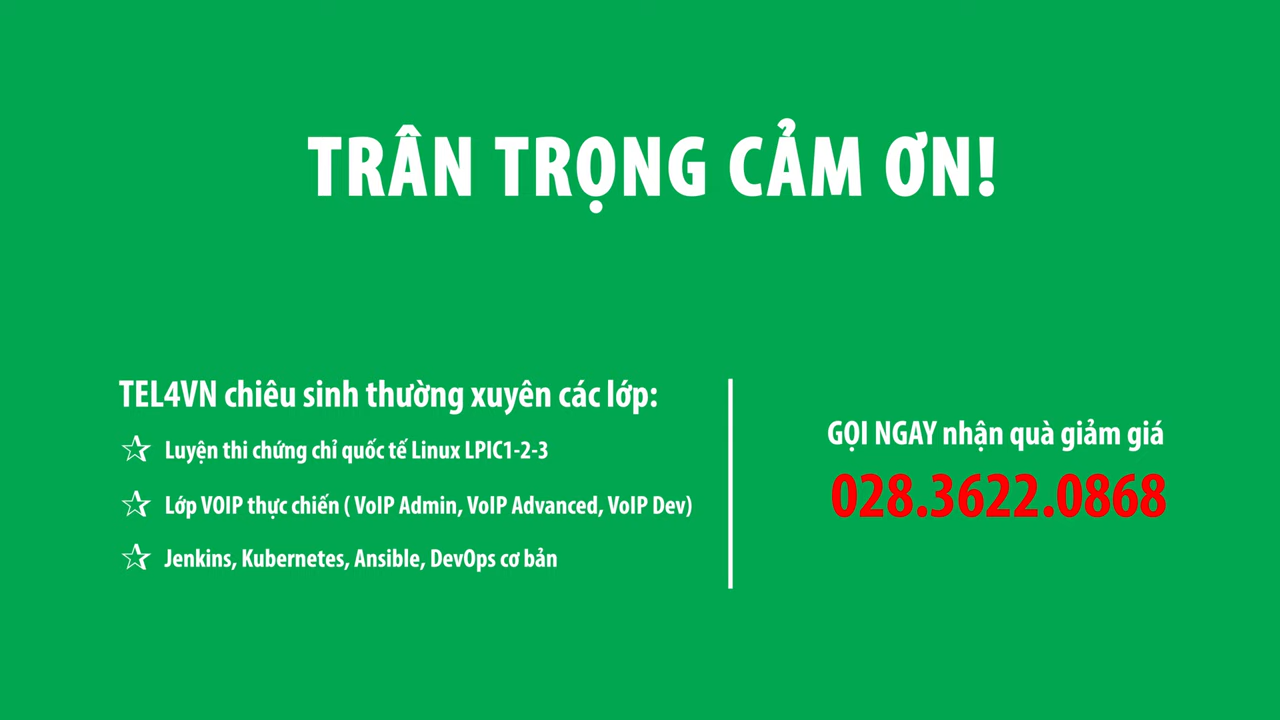 TRÂN TRỌNG CẢM ƠN!
TEL4VN chiêu sinh thường xuyên các lớp:
Luyện thi chứng chỉ quốc tế Linux LPIC1-2-3
Lớp VOIP thực chiến ( VoIP Admin, VoIP Advanced, VoIP Dev)
Jenkins, Kubernetes, Ansible, DevOps cơ bản
GỌI NGAY nhận quà giảm giá
028.3622.0868